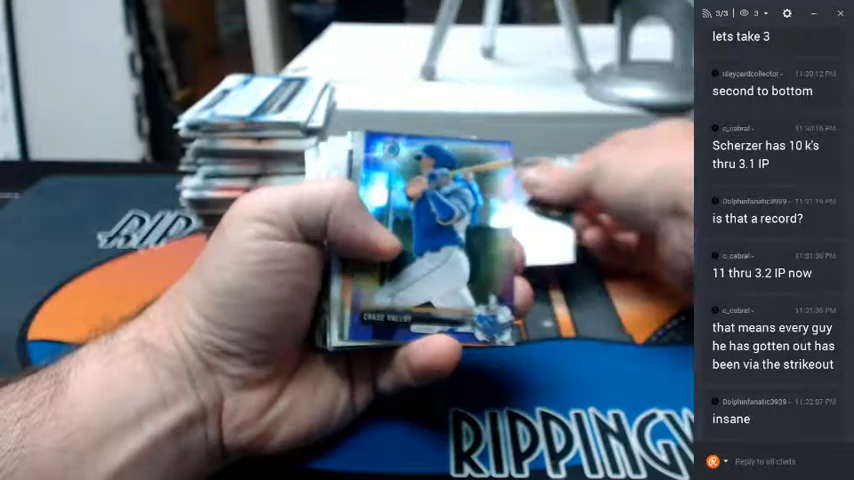 3/3 3
lets take 3
rileycardcollector - 11:30:12 PM
second to bottom
c_cabral - 11:30:16 PM
Scherzer has 10 k's
thru 3.1 IP
Dolphinfanatic3939 - 11:31:16 PM
is that a record?
c_cabral - 11:31:30 PM
11 thru 3.2 IP now
c_cabral - 11:31:36 PM
that means every guy
he has gotten out has
been via the strikeout
Dolphinfanatic3939 - 11:32:07 PM
insane
Reply to all chats
CHASE VALLOT
RIP
RIPPINGW